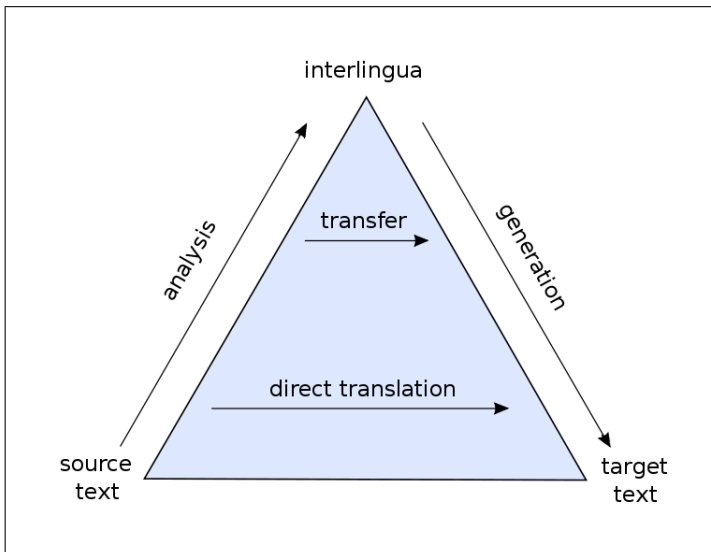 interlingua
transfer
analysis
generation
direct translation
source
text
target
text